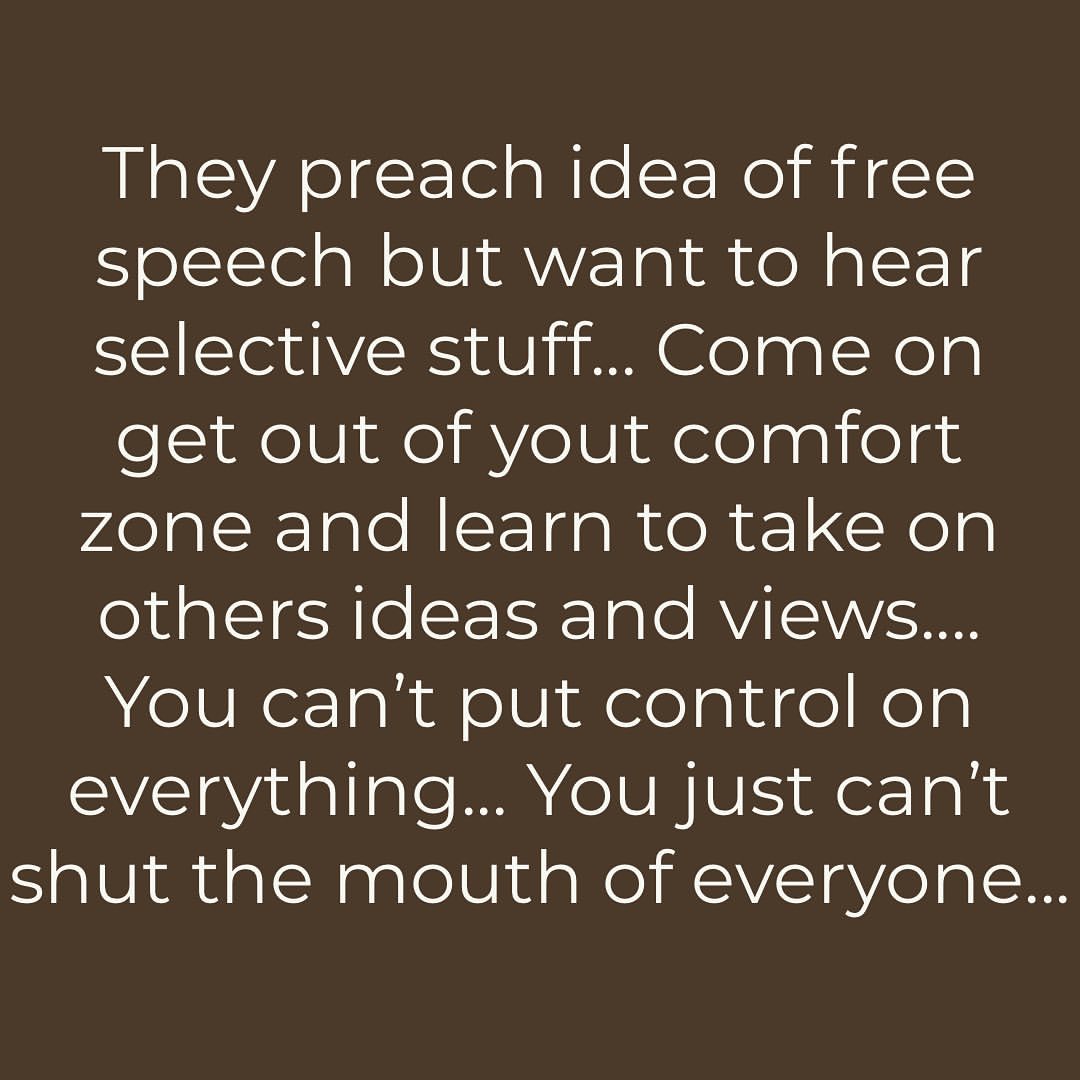 They preach idea of free
speech but want to hear
selective stuff... Come on
get out of yout comfort
zone and learn to take on
others ideas and views....
You can’t put control on
everything... You just can’t
shut the mouth of everyone...